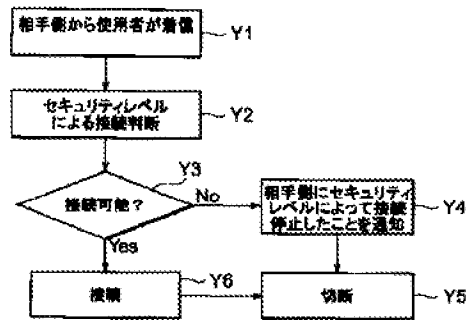 相手側から使用者が着信
Y1
セキュリティレベル
による接続判断
Y2
Y3
接続可能？
No
Yes
相手側にセキュリティ
レベルによって接続
停止したことを通知
Y4
Y6
接続
切断
Y5